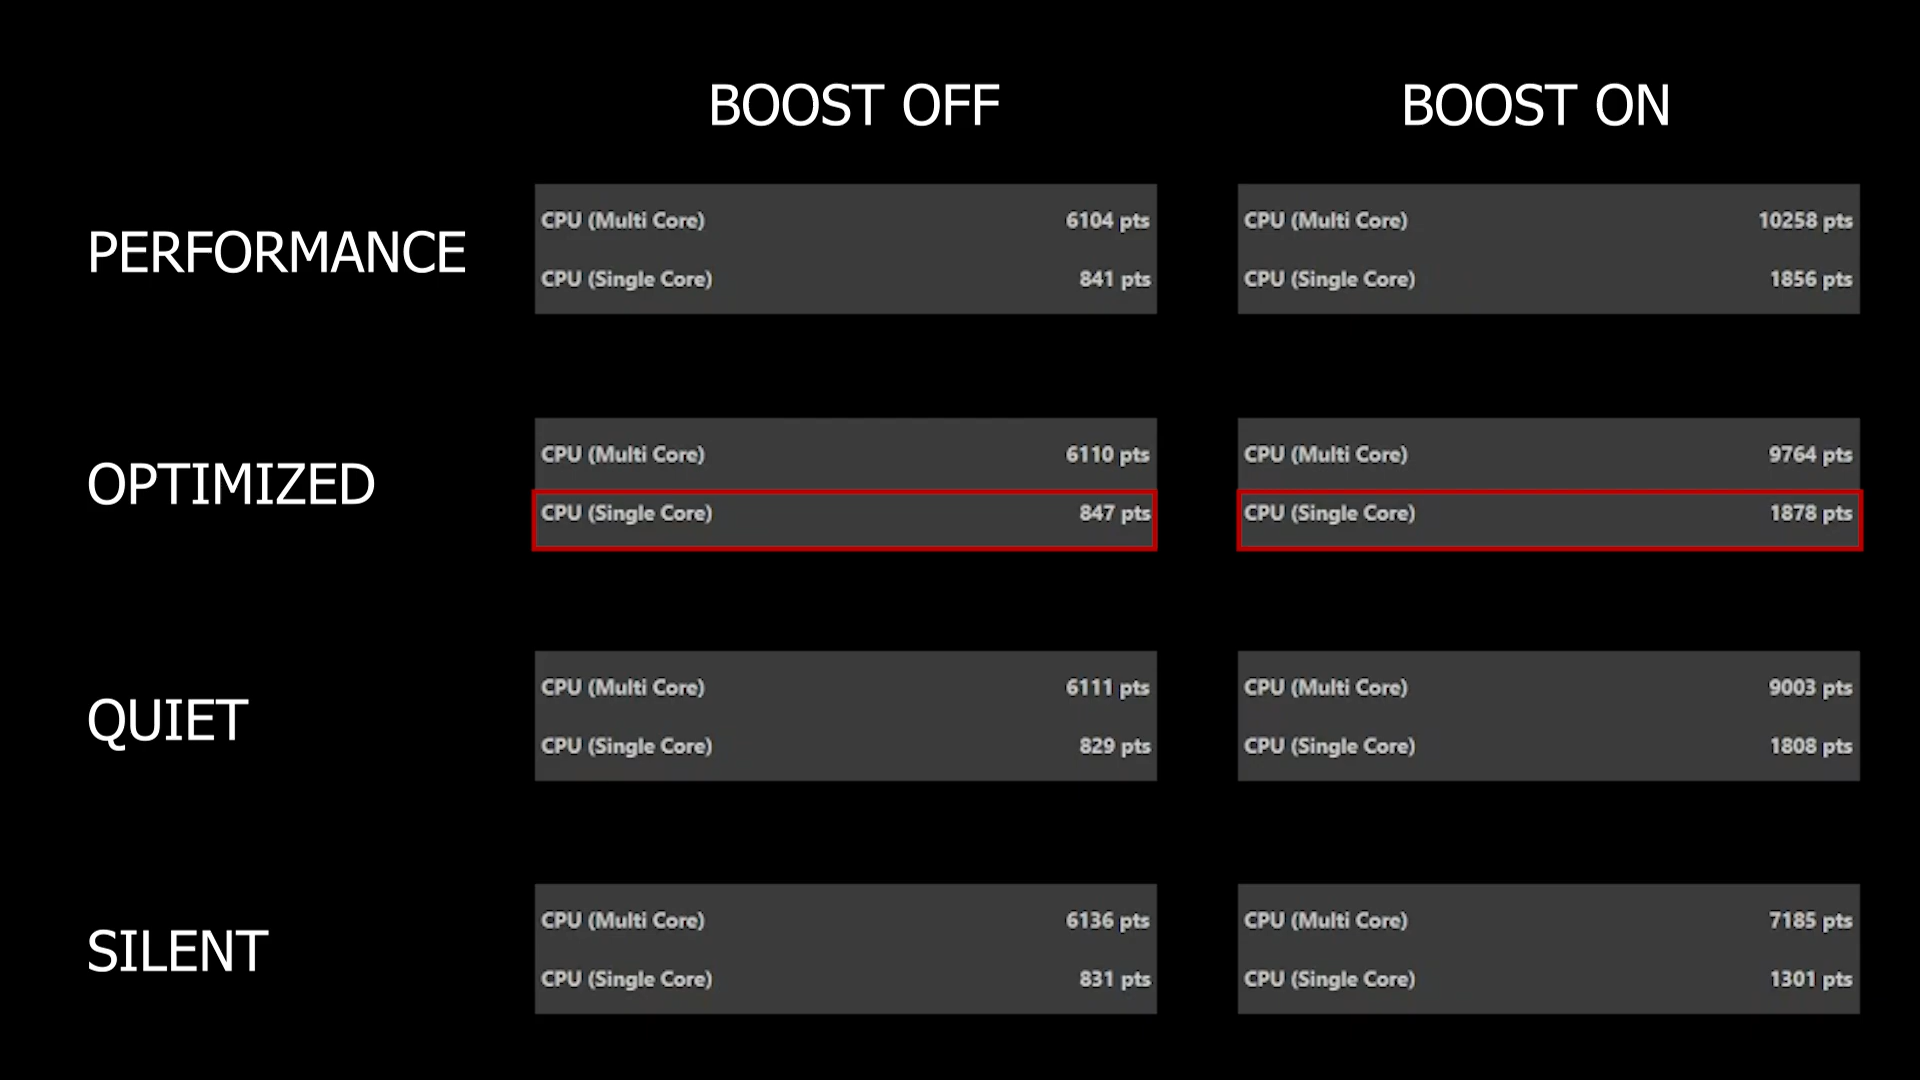 BOOST OFF BOOST ON
PERFORMANCE
CPU (Multi Core) 6104 pts CPU (Multi Core) 10258 pts
CPU (Single Core) 841 pts CPU (Single Core) 1856 pts
OPTIMIZED
CPU (Multi Core) 6110 pts CPU (Multi Core) 9764 pts
CPU (Single Core) 847 pts CPU (Single Core) 1878 pts
QUIET
CPU (Multi Core) 6111 pts CPU (Multi Core) 9003 pts
CPU (Single Core) 829 pts CPU (Single Core) 1808 pts
SILENT
CPU (Multi Core) 6136 pts CPU (Multi Core) 7185 pts
CPU (Single Core) 831 pts CPU (Single Core) 1301 pts